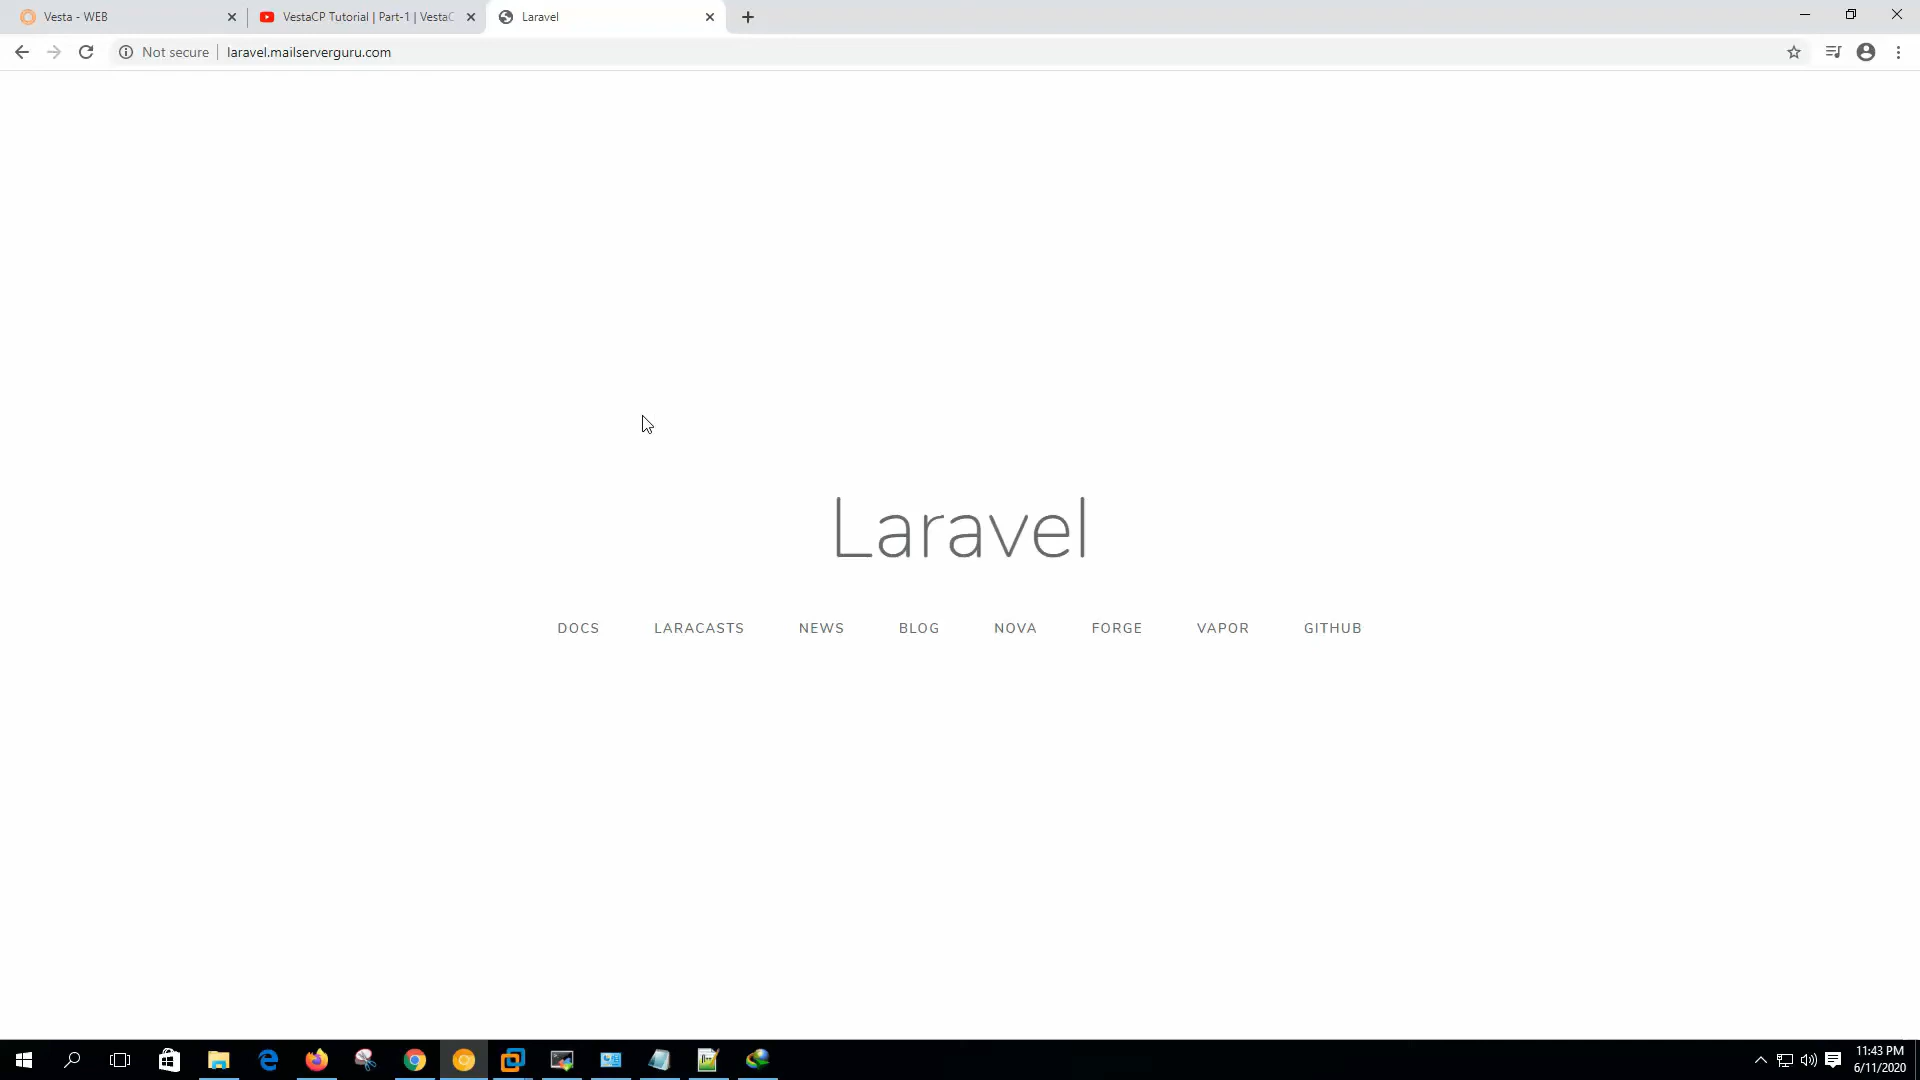 Vesta - WEB
VestaCP Tutorial | Part-1 | VestaC
Laravel
Not secure
laravel.mailserverguru.com
Laravel
DOCS LARACASTS NEWS BLOG NOVA FORGE VAPOR GITHUB
11:43 PM
6/11/2020